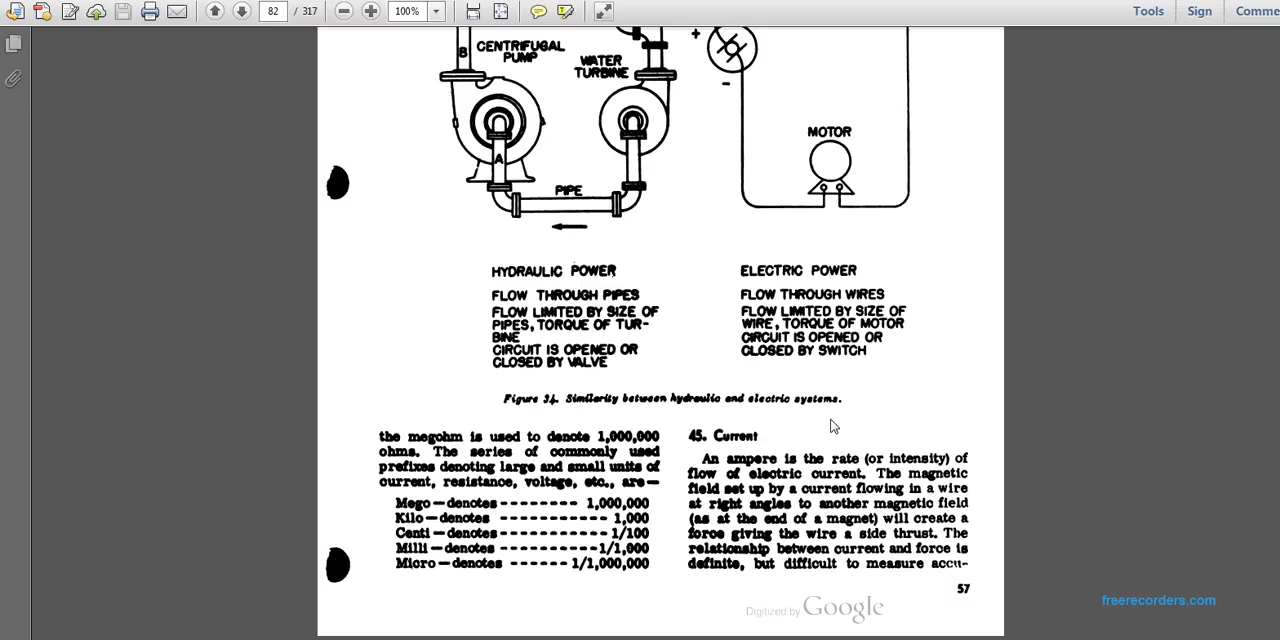 82 / 317
100%
Tools
Sign
Comme
B
CENTRIFUGAL
PUMP
WATER
TURBINE
A
PIPE
+
-
MOTOR
HYDRAULIC POWER
FLOW THROUGH PIPES
FLOW LIMITED BY SIZE OF
PIPES, TORQUE OF TUR-
BINE
CIRCUIT IS OPENED OR
CLOSED BY VALVE
ELECTRIC POWER
FLOW THROUGH WIRES
FLOW LIMITED BY SIZE OF
WIRE, TORQUE OF MOTOR
CIRCUIT IS OPENED OR
CLOSED BY SWITCH
Figure 34. Similarity between hydraulic and electric systems.
the megohm is used to denote 1,000,000
ohms. The series of commonly used
prefixes denoting large and small units of
current, resistance, voltage, etc., are—
Mego—denotes --------- 1,000,000
Kilo—denotes ------------ 1,000
Centi—denotes ----------- 1/100
Milli—denotes ----------- 1/1,000
Micro—denotes ------ 1/1,000,000
45. Current
An ampere is the rate (or intensity) of
flow of electric current. The magnetic
field set up by a current flowing in a wire
at right angles to another magnetic field
(as at the end of a magnet) will create a
force giving the wire a side thrust. The
relationship between current and force is
definite, but difficult to measure accu-
57
Digitized by Google
freerecorders.com